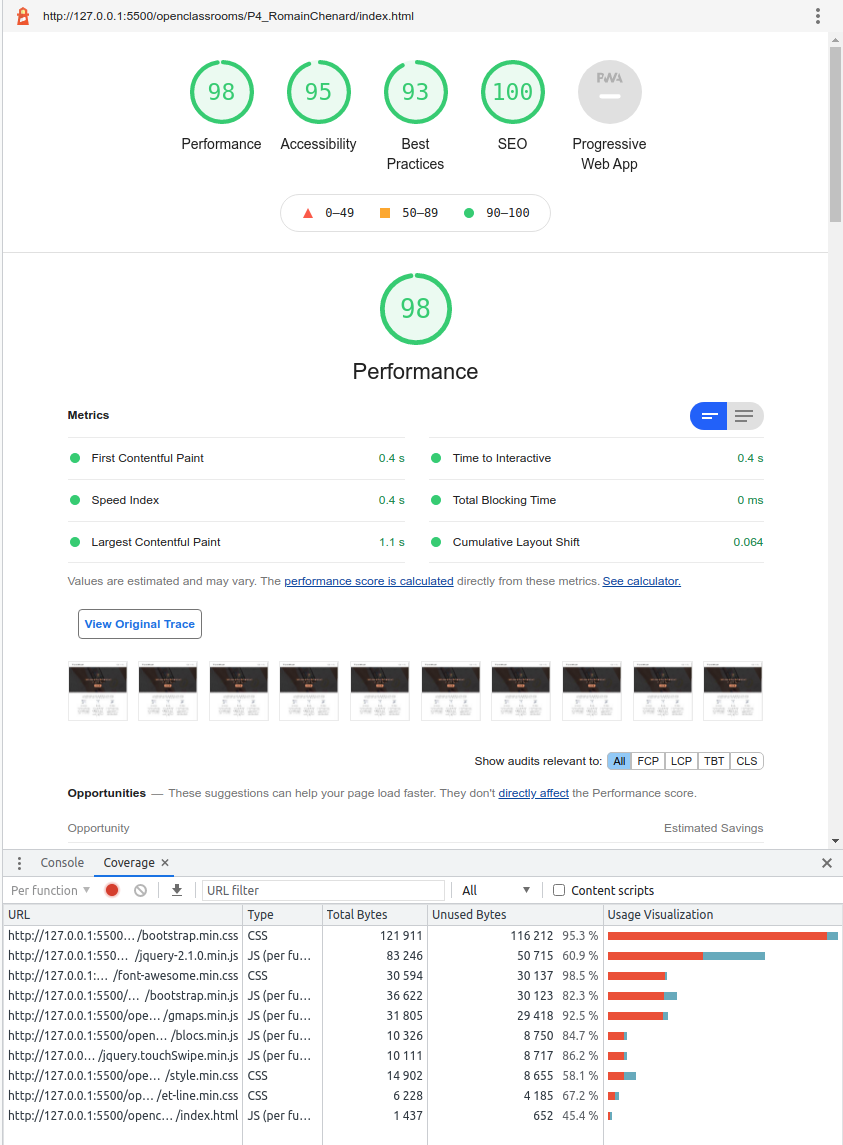 http://127.0.0.1:5500/openclassrooms/P4_RomainChenard/index.html
98 95 93 100 PWA
Performance Accessibility Best Practices SEO Progressive Web App
0–49 50–89 90–100
98
Performance
Metrics
First Contentful Paint 0.4 s Time to Interactive 0.4 s
Speed Index 0.4 s Total Blocking Time 0 ms
Largest Contentful Paint 1.1 s Cumulative Layout Shift 0.064
Values are estimated and may vary. The performance score is calculated directly from these metrics. See calculator.
View Original Trace
Show audits relevant to: All FCP LCP TBT CLS
Opportunities — These suggestions can help your page load faster. They don't directly affect the Performance score.
Opportunity Estimated Savings
Console Coverage ×
Per function URL filter All Content scripts
URL Type Total Bytes Unused Bytes Usage Visualization
http://127.0.0.1:5500… /bootstrap.min.css CSS 121 911 116 212 95.3 %
http://127.0.0.1:550… /jquery-2.1.0.min.js JS (per fu… 83 246 50 715 60.9 %
http://127.0.0.1:… /font-awesome.min.css CSS 30 594 30 137 98.5 %
http://127.0.0.1:5500/… /bootstrap.min.js JS (per fu… 36 622 30 123 82.3 %
http://127.0.0.1:5500/ope… /gmaps.min.js JS (per fu… 31 805 29 418 92.5 %
http://127.0.0.1:5500/open… /blocs.min.js JS (per fu… 10 326 8 750 84.7 %
http://127.0.0… /jquery.touchSwipe.min.js JS (per fu… 10 111 8 717 86.2 %
http://127.0.0.1:5500/ope… /style.min.css CSS 14 902 8 655 58.1 %
http://127.0.0.1:5500/op… /et-line.min.css CSS 6 228 4 185 67.2 %
http://127.0.0.1:5500/openc… /index.html JS (per fu… 1 437 652 45.4 %